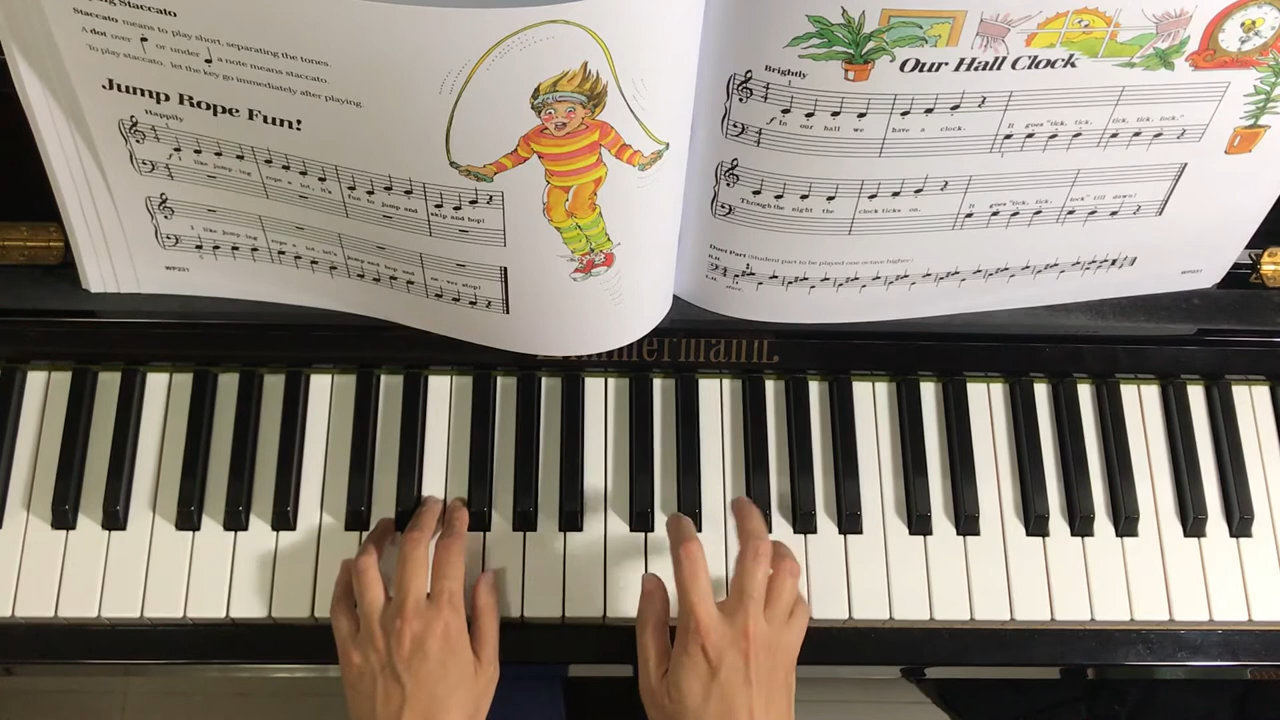 Staccato
Staccato means to play short, separating the tones.
A dot over or under a note means staccato.
To play staccato, let the key go immediately after playing.
Jump Rope Fun!
Happily
f I like jump - ing rope a lot, it's fun to jump and skip and hop!
I like jump - ing rope a lot, let's jump and hop and nev - er stop!
WP231
Our Hall Clock
Brightly
f In our hall we have a clock. It goes "tick, tick, tick, tick, tock."
Through the night the clock ticks on. It goes "tick, tick, tock" till dawn!
Duet Part (Student part to be played one octave higher)
R.H.
L.H.
WP231
Zimmermann